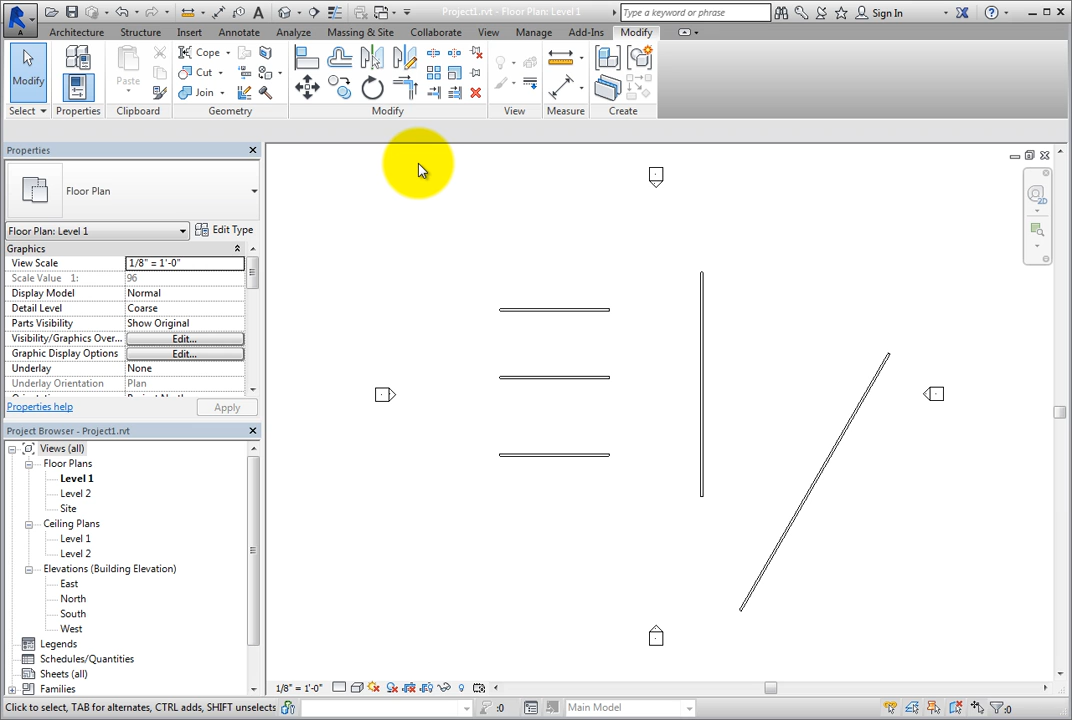 Project1.rvt - Floor Plan: Level 1
Type a keyword or phrase
Sign In
Architecture Structure Insert Annotate Analyze Massing & Site Collaborate View Manage Add-Ins Modify
Modify
Paste
Cope
Cut
Join
Select Properties Clipboard Geometry Modify View Measure Create
Properties
Floor Plan
Floor Plan: Level 1 Edit Type
Graphics
View Scale 1/8" = 1'-0"
Scale Value 1: 96
Display Model Normal
Detail Level Coarse
Parts Visibility Show Original
Visibility/Graphics Over... Edit...
Graphic Display Options Edit...
Underlay None
Underlay Orientation Plan
Properties help Apply
Project Browser - Project1.rvt
Views (all)
Floor Plans
Level 1
Level 2
Site
Ceiling Plans
Level 1
Level 2
Elevations (Building Elevation)
East
North
South
West
Legends
Schedules/Quantities
Sheets (all)
Families
2D
1/8" = 1'-0"
Click to select, TAB for alternates, CTRL adds, SHIFT unselects :0 Main Model :0